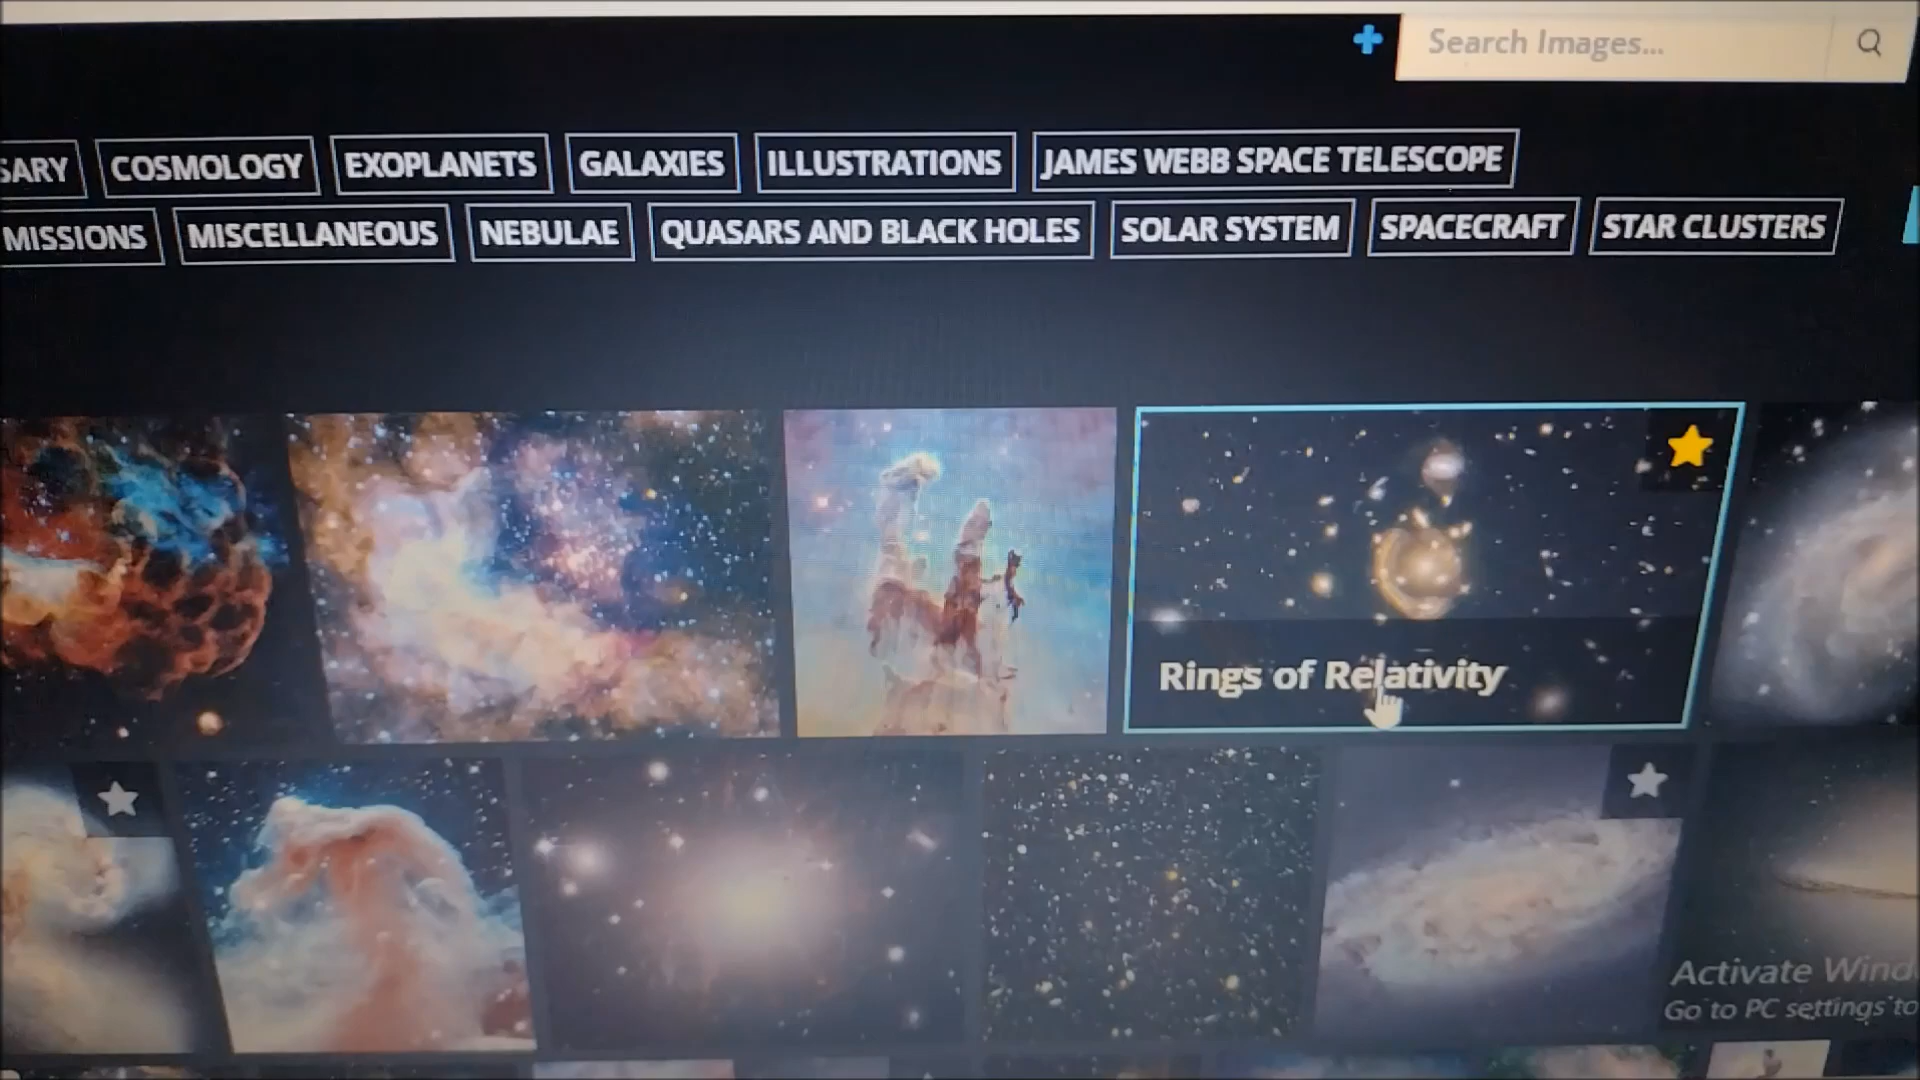 Search Images...
SARY
COSMOLOGY
EXOPLANETS
GALAXIES
ILLUSTRATIONS
JAMES WEBB SPACE TELESCOPE
MISSIONS
MISCELLANEOUS
NEBULAE
QUASARS AND BLACK HOLES
SOLAR SYSTEM
SPACECRAFT
STAR CLUSTERS
Rings of Relativity
Activate Wind
Go to PC settings to